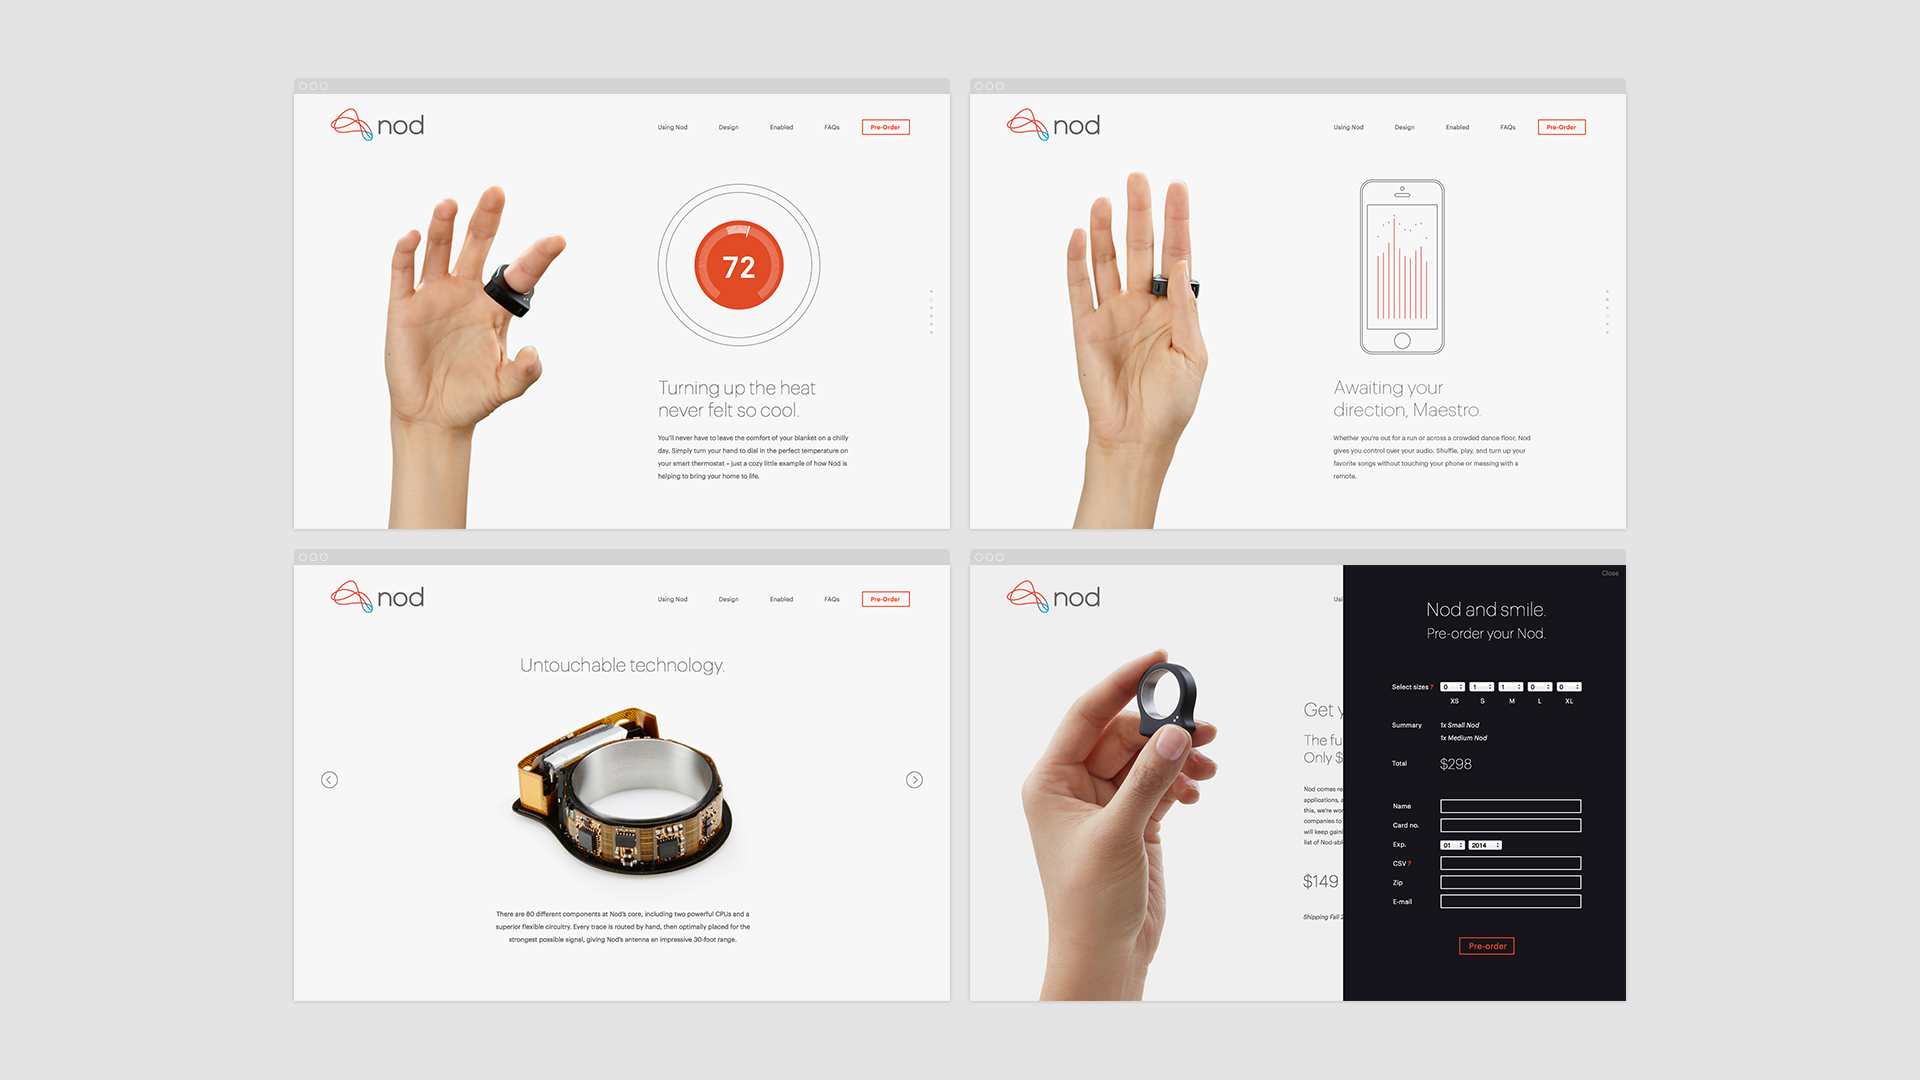 nod
Using Nod
Design
Enabled
FAQs
Pre-Order
72
Turning up the heat
never felt so cool.
You'll never have to leave the comfort of your blanket on a chilly
day. Simply turn your hand to dial in the perfect temperature on
your smart thermostat – just a cozy little example of how Nod is
helping to bring your home to life.
nod
Using Nod
Design
Enabled
FAQs
Pre-Order
Awaiting your
direction, Maestro.
Whether you're out for a run or across a crowded dance floor, Nod
gives you control over your audio. Shuffle, play, and turn up your
favorite songs without touching your phone or messing with a
remote.
nod
Using Nod
Design
Enabled
FAQs
Pre-Order
Untouchable technology.
There are 80 different components at Nod's core, including two powerful CPUs and a
superior flexible circuitry. Every trace is routed by hand, then optimally placed for the
strongest possible signal, giving Nod's antenna an impressive 30-foot range.
nod
Usi
Get y
The fu
Only $
Nod comes re
applications, a
this, we're wor
companies to
will keep gaini
list of Nod-abl
$149
Shipping Fall 2
Close
Nod and smile.
Pre-order your Nod.
Select sizes ?
0 1 1 0 0
XS S M L XL
Summary
1x Small Nod
1x Medium Nod
Total
$298
Name
Card no.
Exp.
01 2014
CSV ?
Zip
E-mail
Pre-order